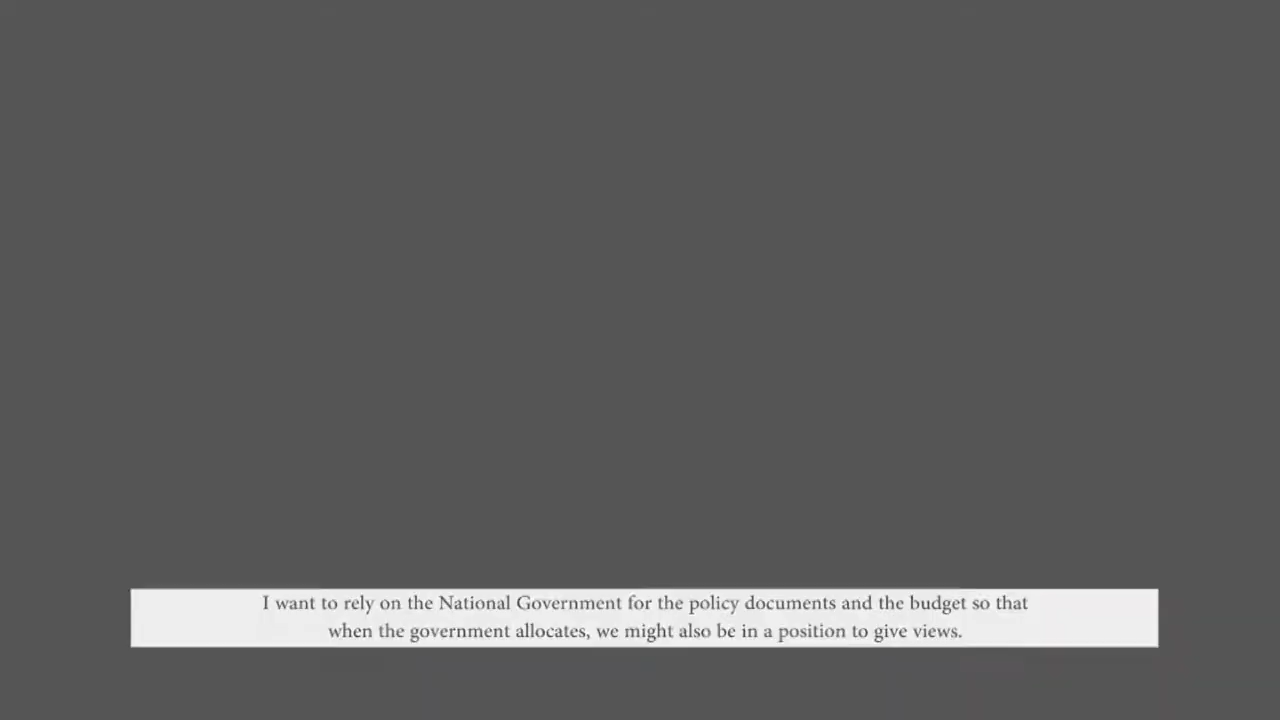 I want to rely on the National Government for the policy documents and the budget so that
when the government allocates, we might also be in a position to give views.